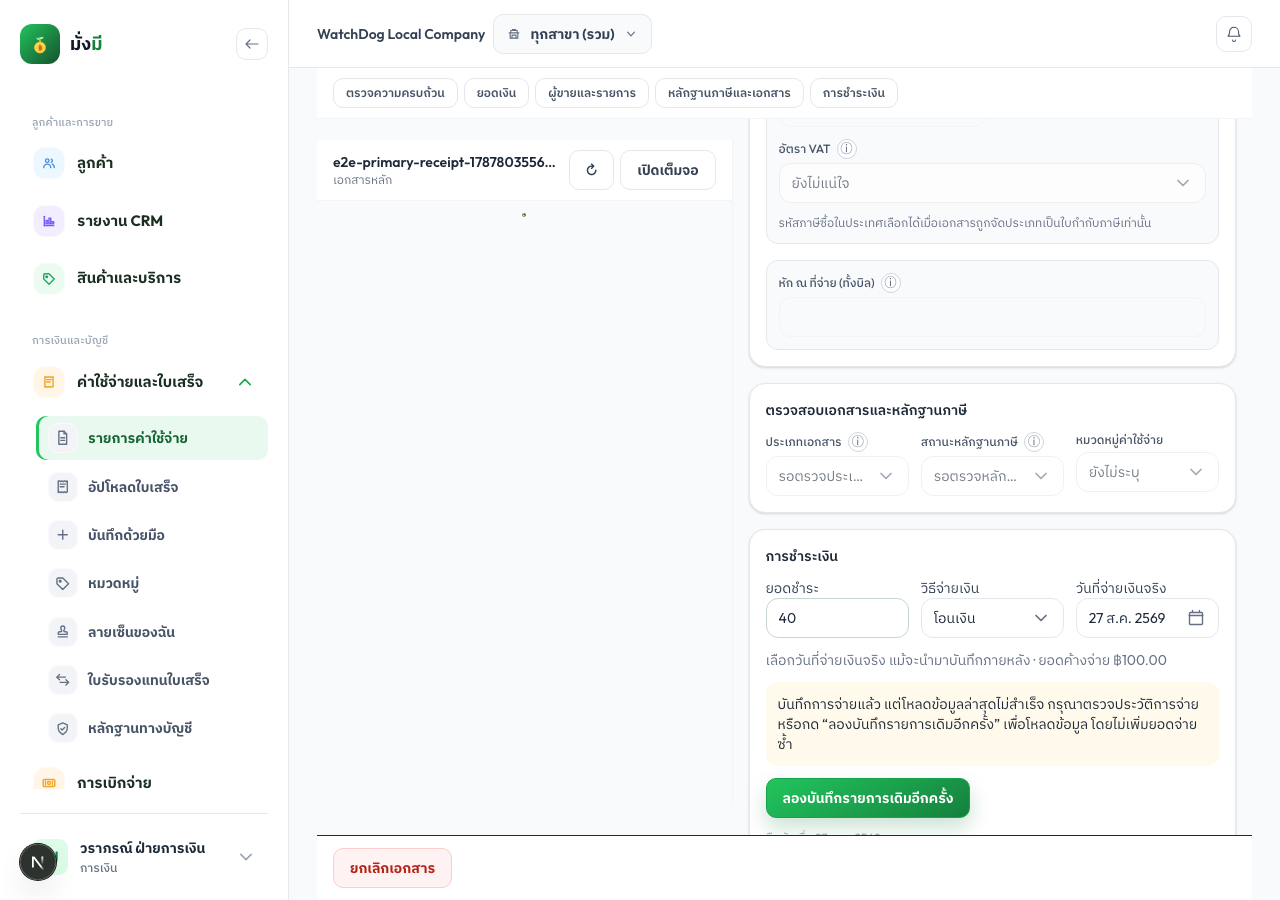 มั่งมี
ลูกค้าและการขาย
ลูกค้า
รายงาน CRM
สินค้าและบริการ
การเงินและบัญชี
ค่าใช้จ่ายและใบเสร็จ
รายการค่าใช้จ่าย
อัปโหลดใบเสร็จ
บันทึกด้วยมือ
หมวดหมู่
ลายเซ็นของฉัน
ใบรับรองแทนใบเสร็จ
หลักฐานทางบัญชี
การเบิกจ่าย
วราภรณ์ ฝ่ายการเงิน
การเงิน
N
WatchDog Local Company
ทุกสาขา (รวม)
ตรวจความครบถ้วน
ยอดเงิน
ผู้ขายและรายการ
หลักฐานภาษีและเอกสาร
การชำระเงิน
e2e-primary-receipt-1787803556...
เอกสารหลัก
เปิดเต็มจอ
อัตรา VAT
ยังไม่แน่ใจ
รหัสภาษีซื้อในประเทศเลือกได้เมื่อเอกสารถูกจัดประเภทเป็นใบกำกับภาษีเท่านั้น
หัก ณ ที่จ่าย (ทั้งบิล)
ตรวจสอบเอกสารและหลักฐานภาษี
ประเภทเอกสาร
สถานะหลักฐานภาษี
หมวดหมู่ค่าใช้จ่าย
รอตรวจประเ...
รอตรวจหลัก...
ยังไม่ระบุ
การชำระเงิน
ยอดชำระ
วิธีจ่ายเงิน
วันที่จ่ายเงินจริง
40
โอนเงิน
27 ส.ค. 2569
เลือกวันที่จ่ายเงินจริง แม้จะนำมาบันทึกภายหลัง · ยอดค้างจ่าย ฿100.00
บันทึกการจ่ายแล้ว แต่โหลดข้อมูลล่าสุดไม่สำเร็จ กรุณาตรวจประวัติการจ่าย
หรือกด “ลองบันทึกรายการเดิมอีกครั้ง” เพื่อโหลดข้อมูล โดยไม่เพิ่มยอดจ่าย
ซ้ำ
ลองบันทึกรายการเดิมอีกครั้ง
ยกเลิกเอกสาร